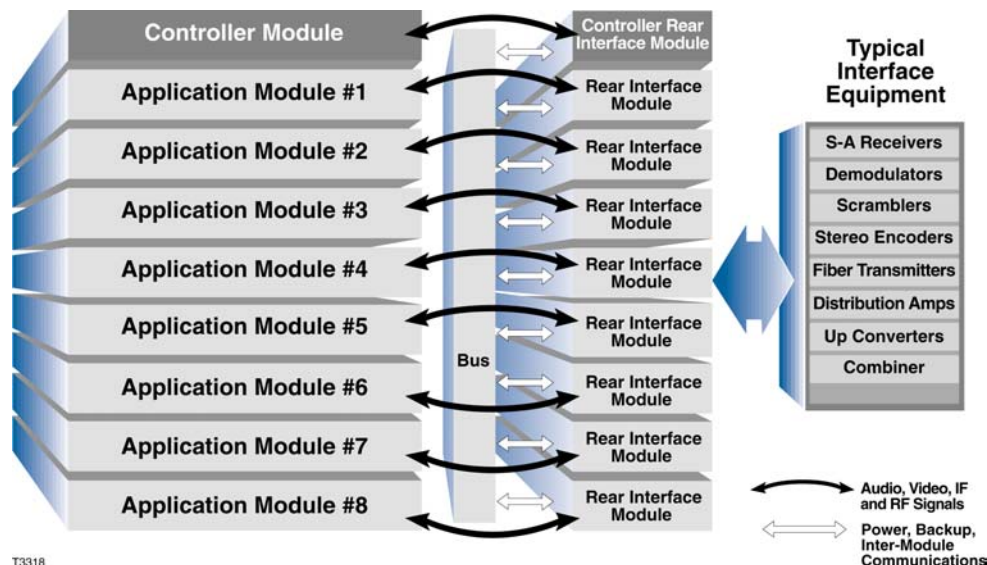 Controller Module
Application Module #1
Application Module #2
Application Module #3
Application Module #4
Application Module #5
Application Module #6
Application Module #7
Application Module #8
Bus
Controller Rear
Interface Module
Rear Interface
Module
Rear Interface
Module
Rear Interface
Module
Rear Interface
Module
Rear Interface
Module
Rear Interface
Module
Rear Interface
Module
Rear Interface
Module
Typical
Interface
Equipment
S-A Receivers
Demodulators
Scramblers
Stereo Encoders
Fiber Transmitters
Distribution Amps
Up Converters
Combiner
Audio, Video, IF
and RF Signals
Power, Backup,
Inter-Module
Communications
T3318